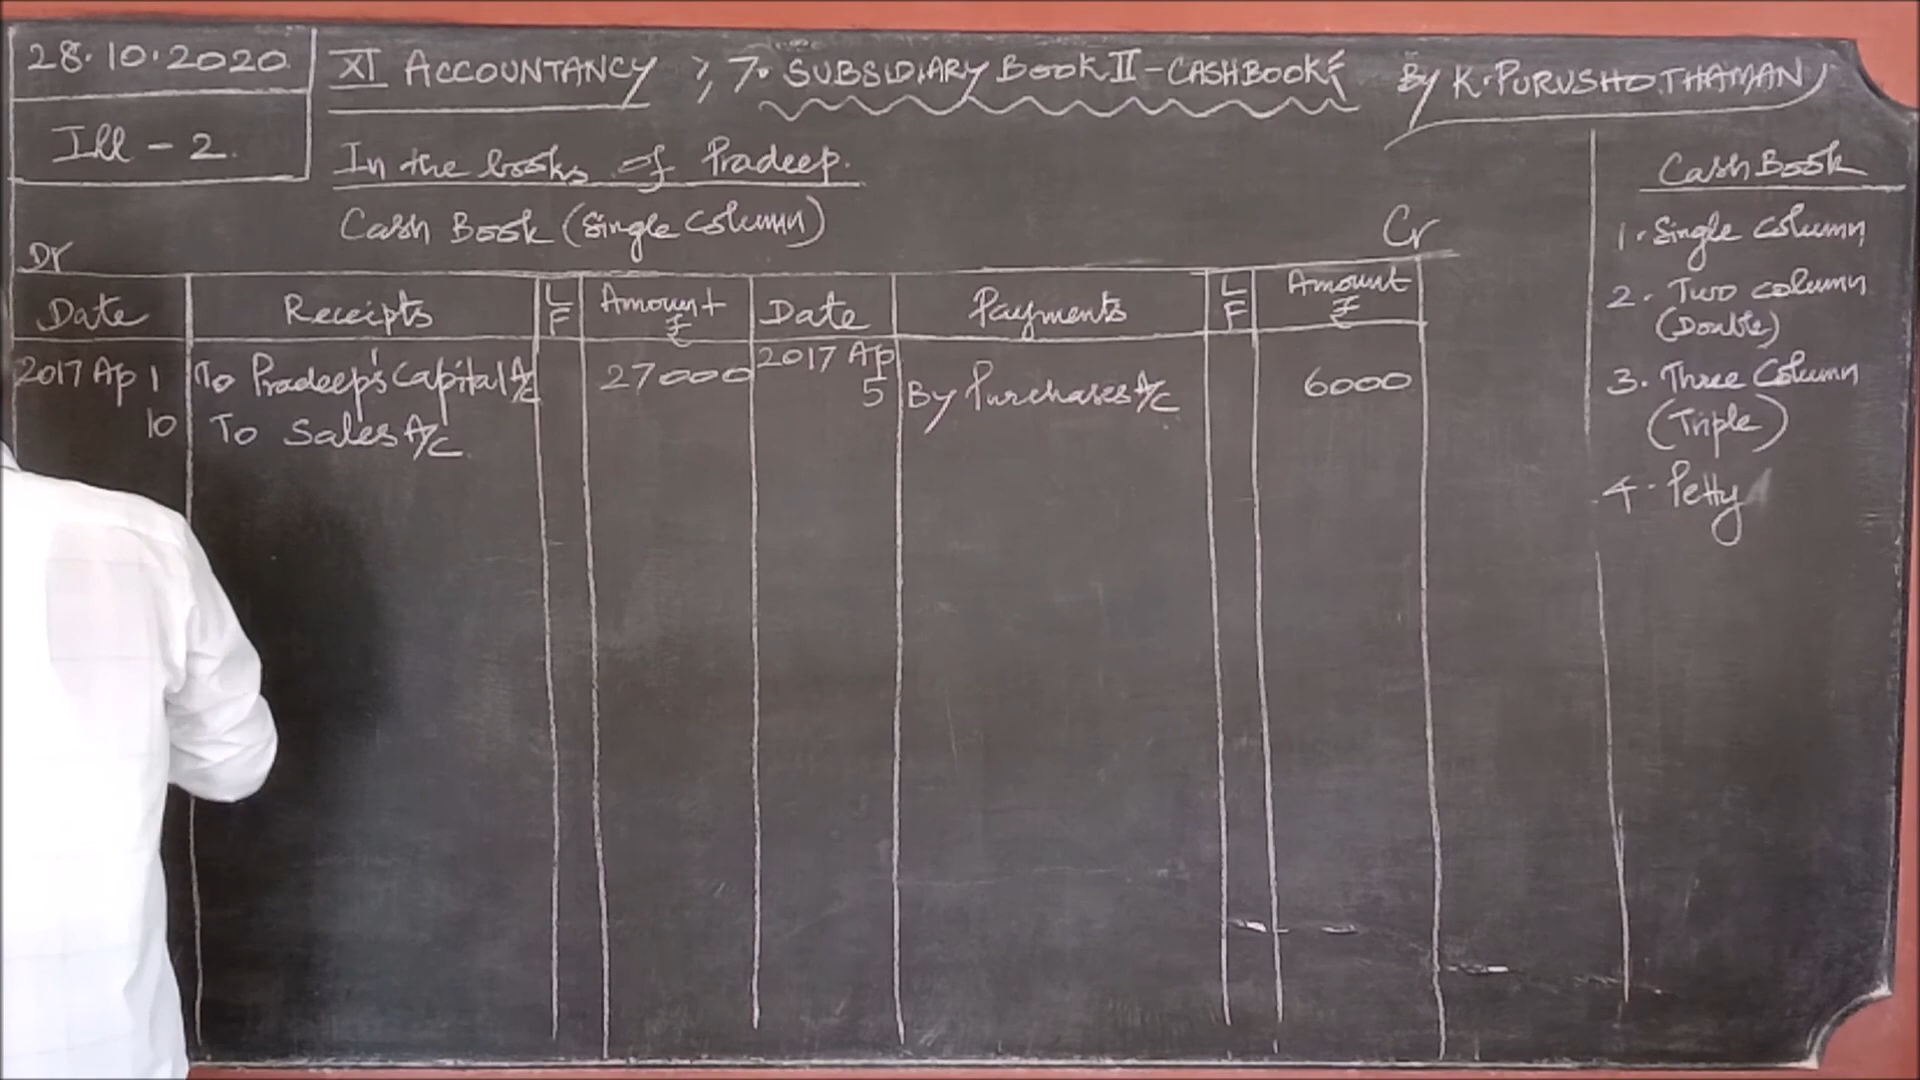 28.10.2020
Ill - 2.
XI ACCOUNTANCY ; 7. SUBSIDIARY BOOK II - CASHBOOK By K. PURUSHOTHAMAN
In the books of Pradeep.
Cash Book (Single Column)
Dr Cr
Date Receipts LF Amount ₹ Date Payments LF Amount ₹
2017 Ap 1 To Pradeep's Capital A/c 27000 2017 Ap 5 By Purchases A/c 6000
10 To Sales A/c
Cash Book
1. Single Column
2. Two Column
(Double)
3. Three Column
(Triple)
4. Petty